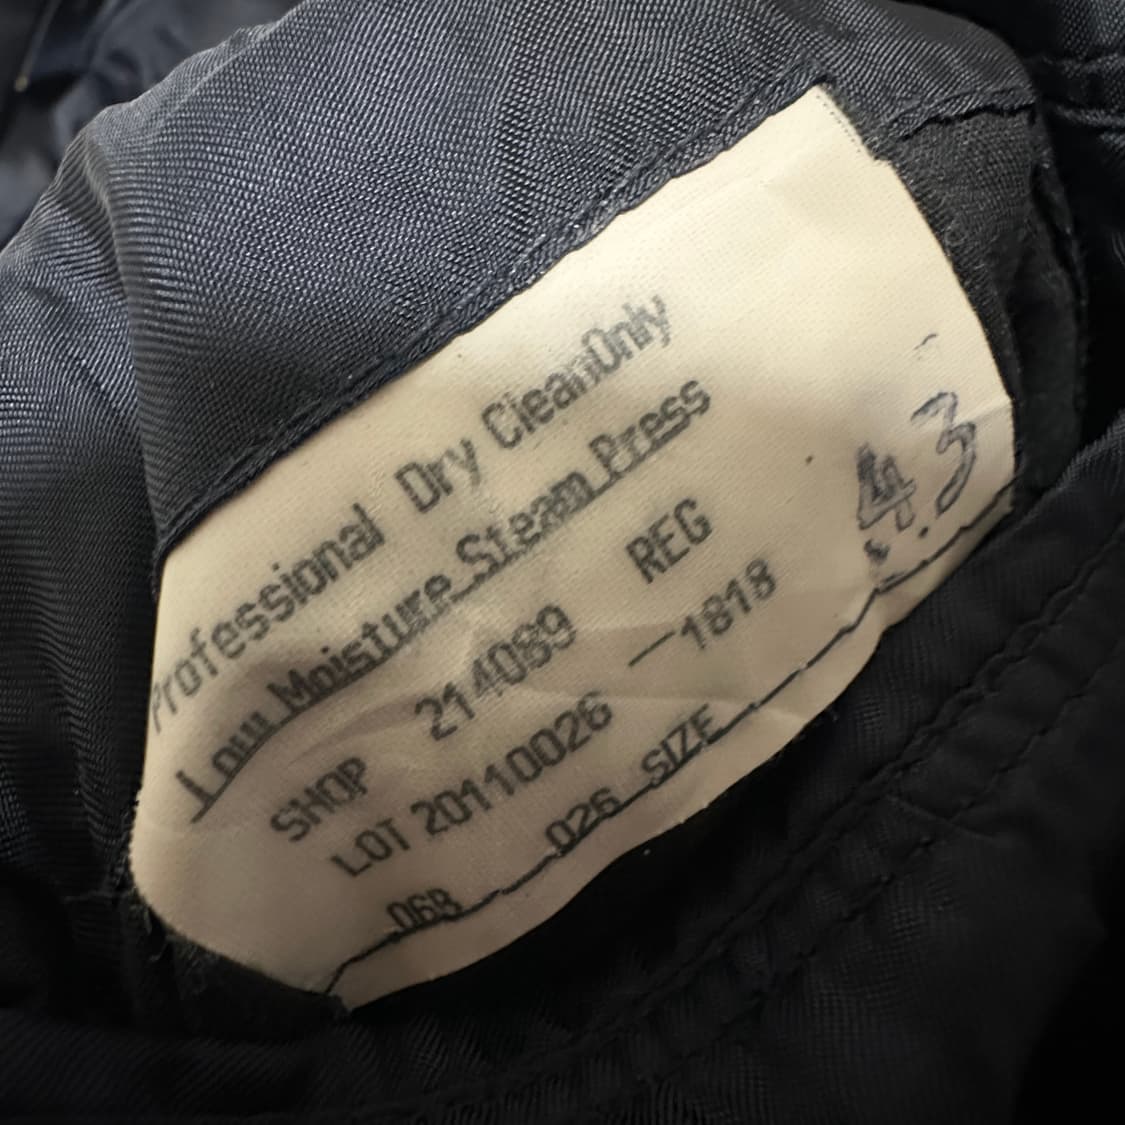 Professional Dry CleanOnly
Low Moisture Steam Press
SHOP 214089 REG
LOT 20110026 -1818
068 026 SIZE
43